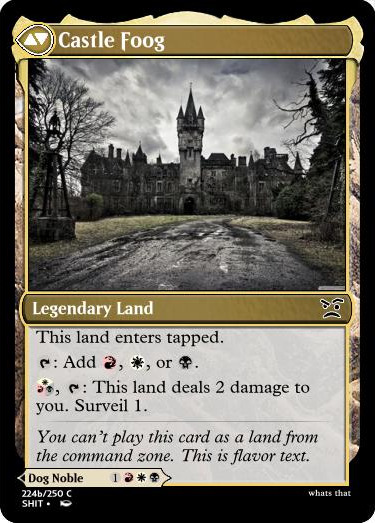 Castle Foog
Legendary Land
This land enters tapped.
: Add , , or .
, : This land deals 2 damage to
you. Surveil 1.
You can't play this card as a land from
the command zone. This is flavor text.
Dog Noble 1
224b/250 C
SHIT •
whats that